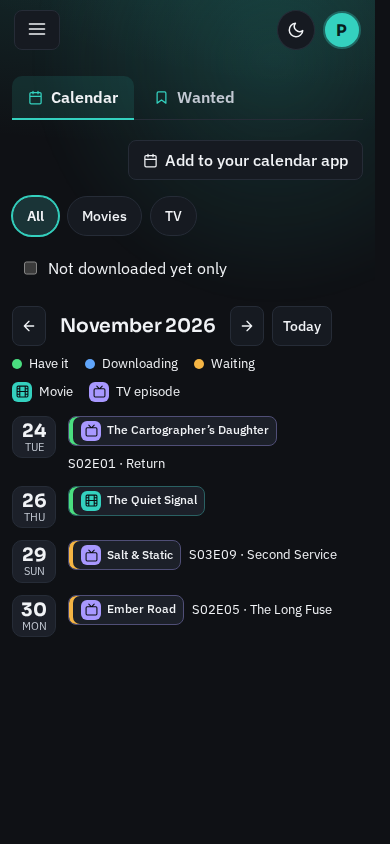 P
Calendar
Wanted
Add to your calendar app
All
Movies
TV
Not downloaded yet only
November 2026
Today
Have it
Downloading
Waiting
Movie
TV episode
24
TUE
The Cartographer's Daughter
S02E01 · Return
26
THU
The Quiet Signal
29
SUN
Salt & Static
S03E09 · Second Service
30
MON
Ember Road
S02E05 · The Long Fuse